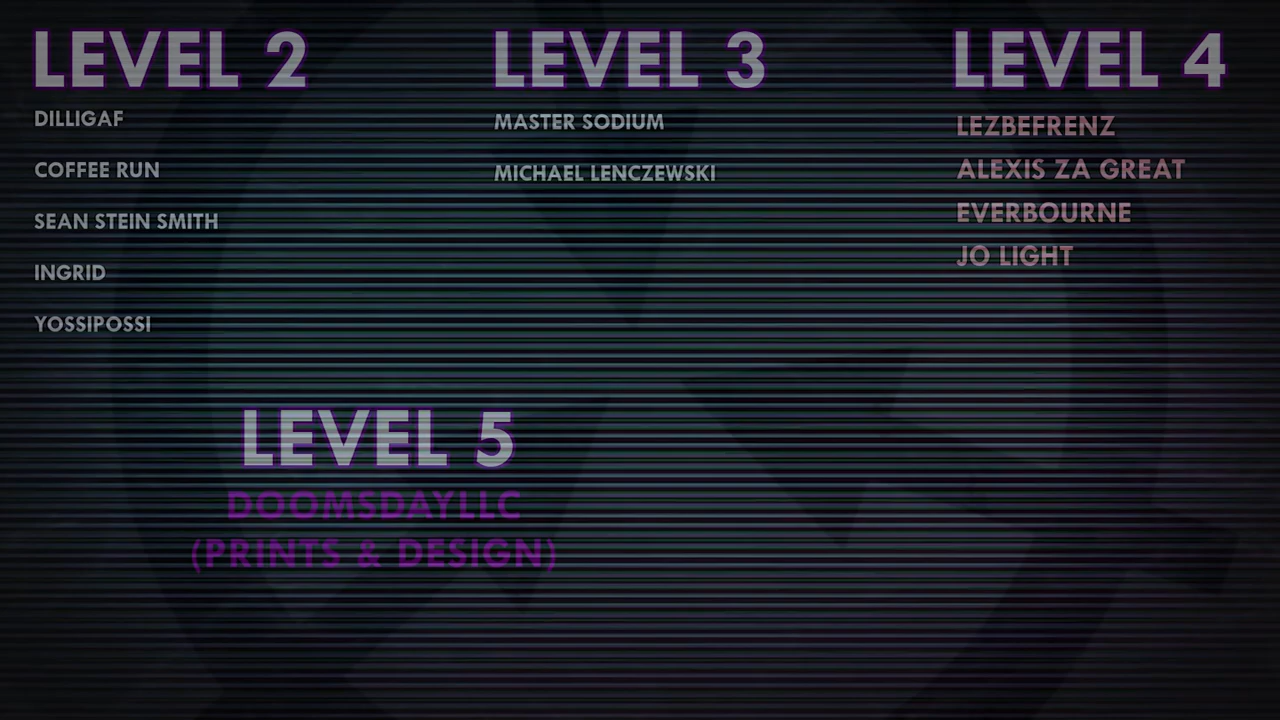 LEVEL 2
DILLIGAF
COFFEE RUN
SEAN STEIN SMITH
INGRID
YOSSIPOSSI
LEVEL 3
MASTER SODIUM
MICHAEL LENCZEWSKI
LEVEL 4
LEZBEFRENZ
ALEXIS ZA GREAT
EVERBOURNE
JO LIGHT
LEVEL 5
DOOMSDAYLLC
(PRINTS & DESIGN)